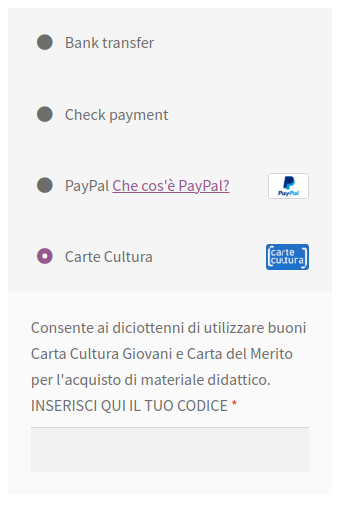 Bank transfer
Check payment
PayPal Che cos'è PayPal?
PayPal
Carte Cultura
carte
cultura
Consente ai diciottenni di utilizzare buoni
Carta Cultura Giovani e Carta del Merito
per l'acquisto di materiale didattico.
INSERISCI QUI IL TUO CODICE *